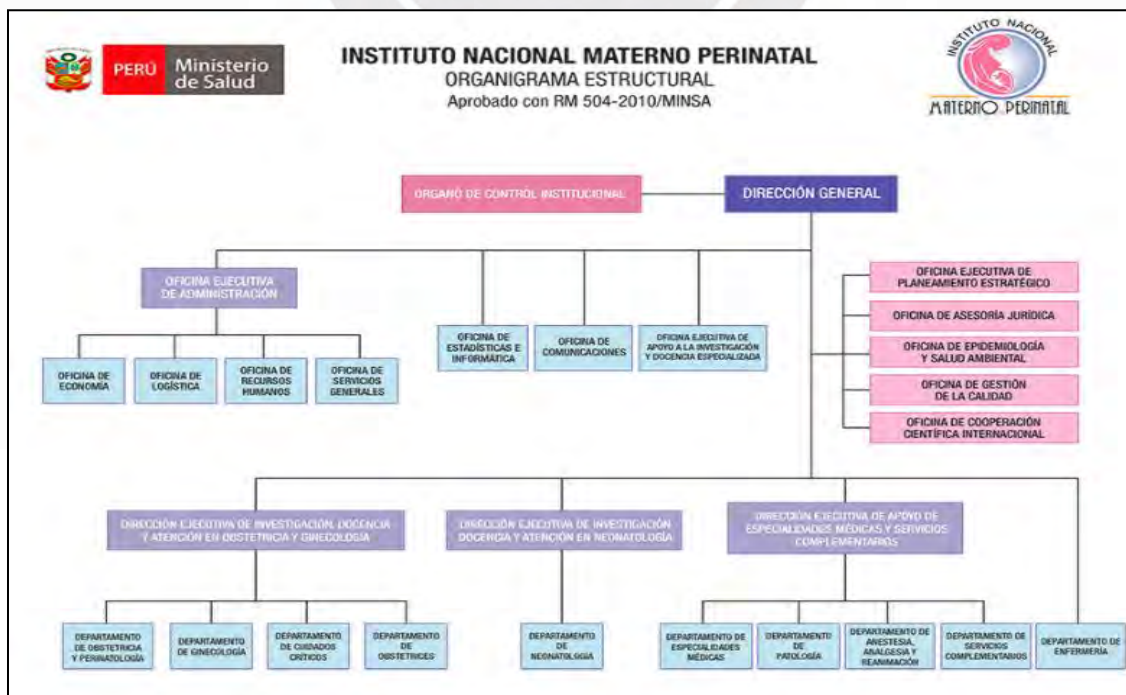 PERÚ
Ministerio
de Salud
INSTITUTO NACIONAL MATERNO PERINATAL
ORGANIGRAMA ESTRUCTURAL
Aprobado con RM 504-2010/MINSA
INSTITUTO NACIONAL
MATERNO PERINATAL
ORGANO DE CONTROL INSTITUCIONAL
DIRECCIÓN GENERAL
OFICINA EJECUTIVA
DE ADMINISTRACIÓN
OFICINA DE
ECONOMÍA
OFICINA DE
LOGÍSTICA
OFICINA DE
RECURSOS
HUMANOS
OFICINA DE
SERVICIOS
GENERALES
OFICINA DE
ESTADÍSTICAS E
INFORMÁTICA
OFICINA DE
COMUNICACIONES
OFICINA EJECUTIVA DE
APOYO A LA INVESTIGACIÓN
Y DOCENCIA ESPECIALIZADA
OFICINA EJECUTIVA DE
PLANEAMIENTO ESTRATÉGICO
OFICINA DE ASESORÍA JURÍDICA
OFICINA DE EPIDEMIOLOGÍA
Y SALUD AMBIENTAL
OFICINA DE GESTIÓN
DE LA CALIDAD
OFICINA DE COOPERACIÓN
CIENTÍFICA INTERNACIONAL
DIRECCIÓN EJECUTIVA DE INVESTIGACIÓN, DOCENCIA
Y ATENCIÓN EN OBSTETRICIA Y GINECOLOGÍA
DIRECCIÓN EJECUTIVA DE INVESTIGACIÓN
DOCENCIA Y ATENCIÓN EN NEONATOLOGÍA
DIRECCIÓN EJECUTIVA DE APOYO DE
ESPECIALIDADES MÉDICAS Y SERVICIOS
COMPLEMENTARIOS
DEPARTAMENTO
DE OBSTETRICIA
Y PERINATOLOGÍA
DEPARTAMENTO
DE GINECOLOGÍA
DEPARTAMENTO
DE CUIDADOS
CRÍTICOS
DEPARTAMENTO
DE
OBSTETRICES
DEPARTAMENTO
DE
NEONATOLOGIA
DEPARTAMENTO DE
ESPECIALIDADES
MÉDICAS
DEPARTAMENTO
DE
PATOLOGÍA
DEPARTAMENTO DE
ANESTESIA,
ANALGESIA Y
REANIMACIÓN
DEPARTAMENTO DE
SERVICIOS
COMPLEMENTARIOS
DEPARTAMENTO DE
ENFERMERÍA